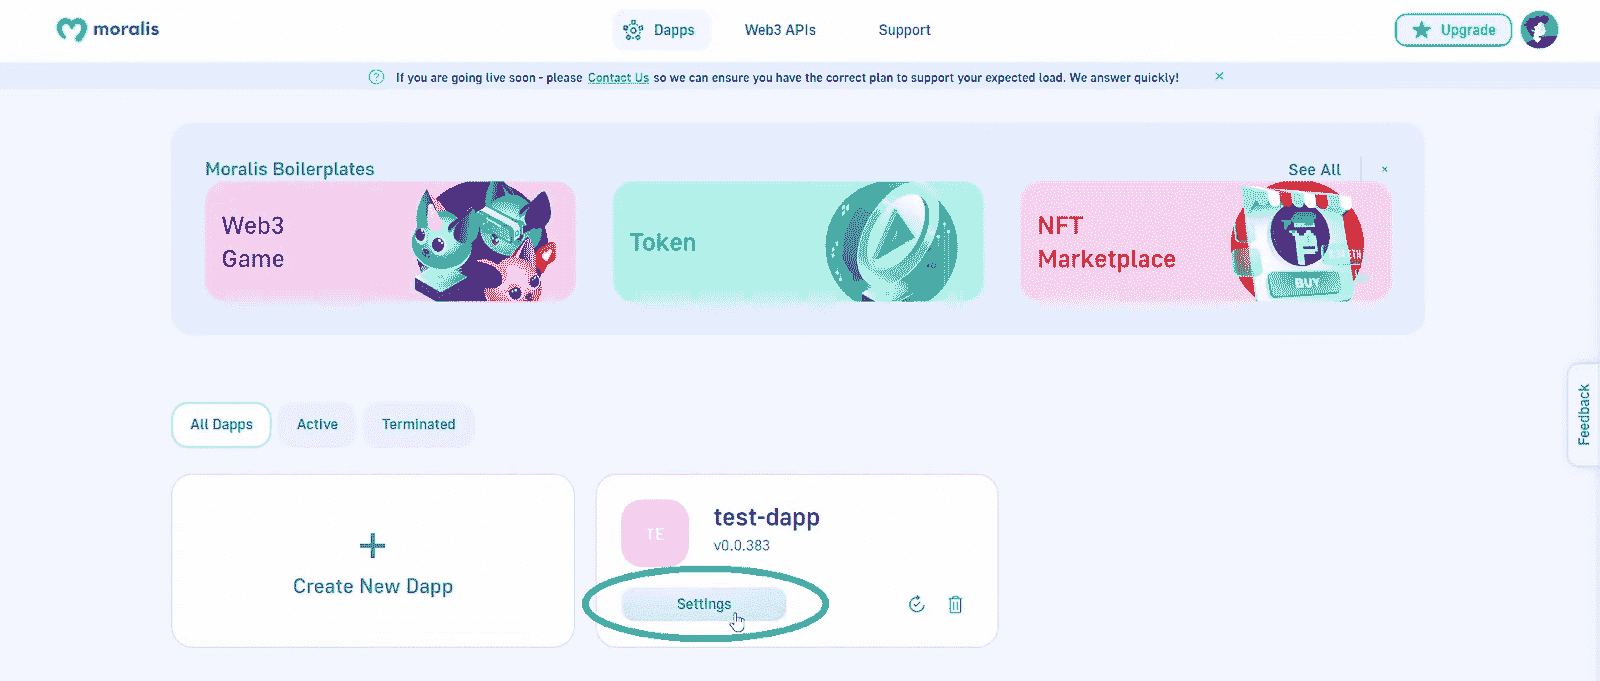 moralis
Dapps
Web3 APIs
Support
Upgrade
If you are going live soon - please Contact Us so we can ensure you have the correct plan to support your expected load. We answer quickly!
Moralis Boilerplates
See All
Web3
Game
Token
NFT
Marketplace
BUY
Feedback
All Dapps
Active
Terminated
Create New Dapp
TE
test-dapp
v0.0.383
Settings